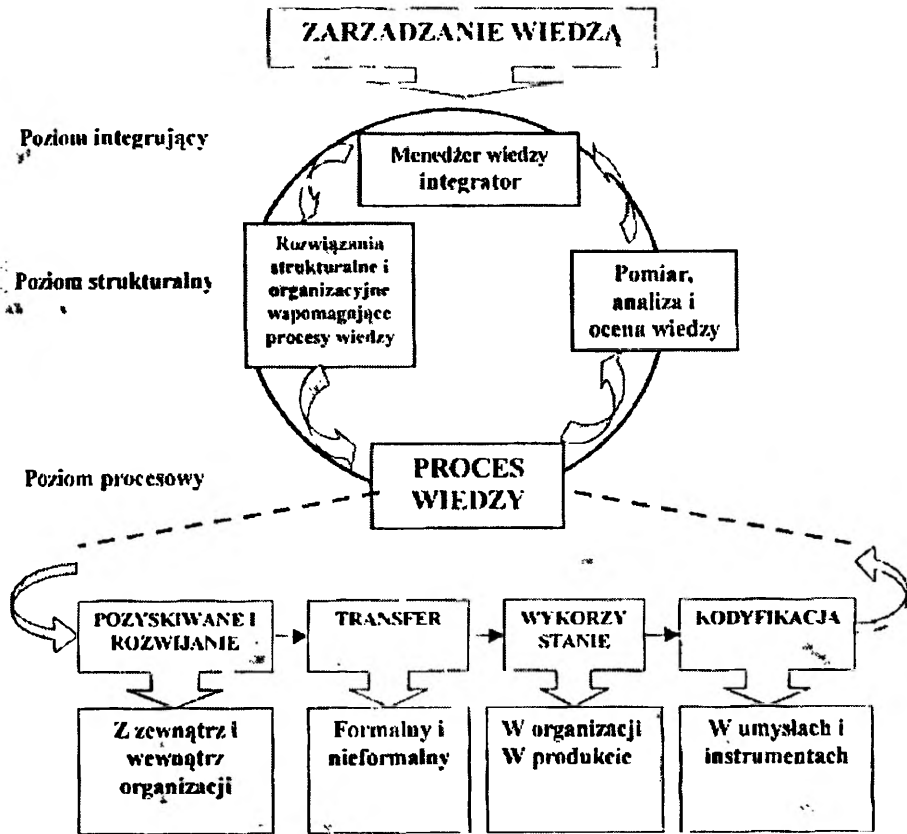 ZARZADZANIE WIEDZĄ
Poziom integrujący
Menedżer wiedzy
integrator
Poziom strukturalny
Rozwiązania
strukturalne i
organizacyjne
wapomagnjące
procesy wiedzy
Pomiar,
analiza i
ocena wiedzy
Poziom procesowy
PROCES
WIEDZY
POZYSKIWANE I
ROZWIJANIE
TRANSFER
WYKORZY
STANIE
KODYFIKACJA
Z zewnątrz i
wewnątrz
organizacji
Formalny i
nieformalny
W organizacji
W produkcie
W umysłach i
instrumentach